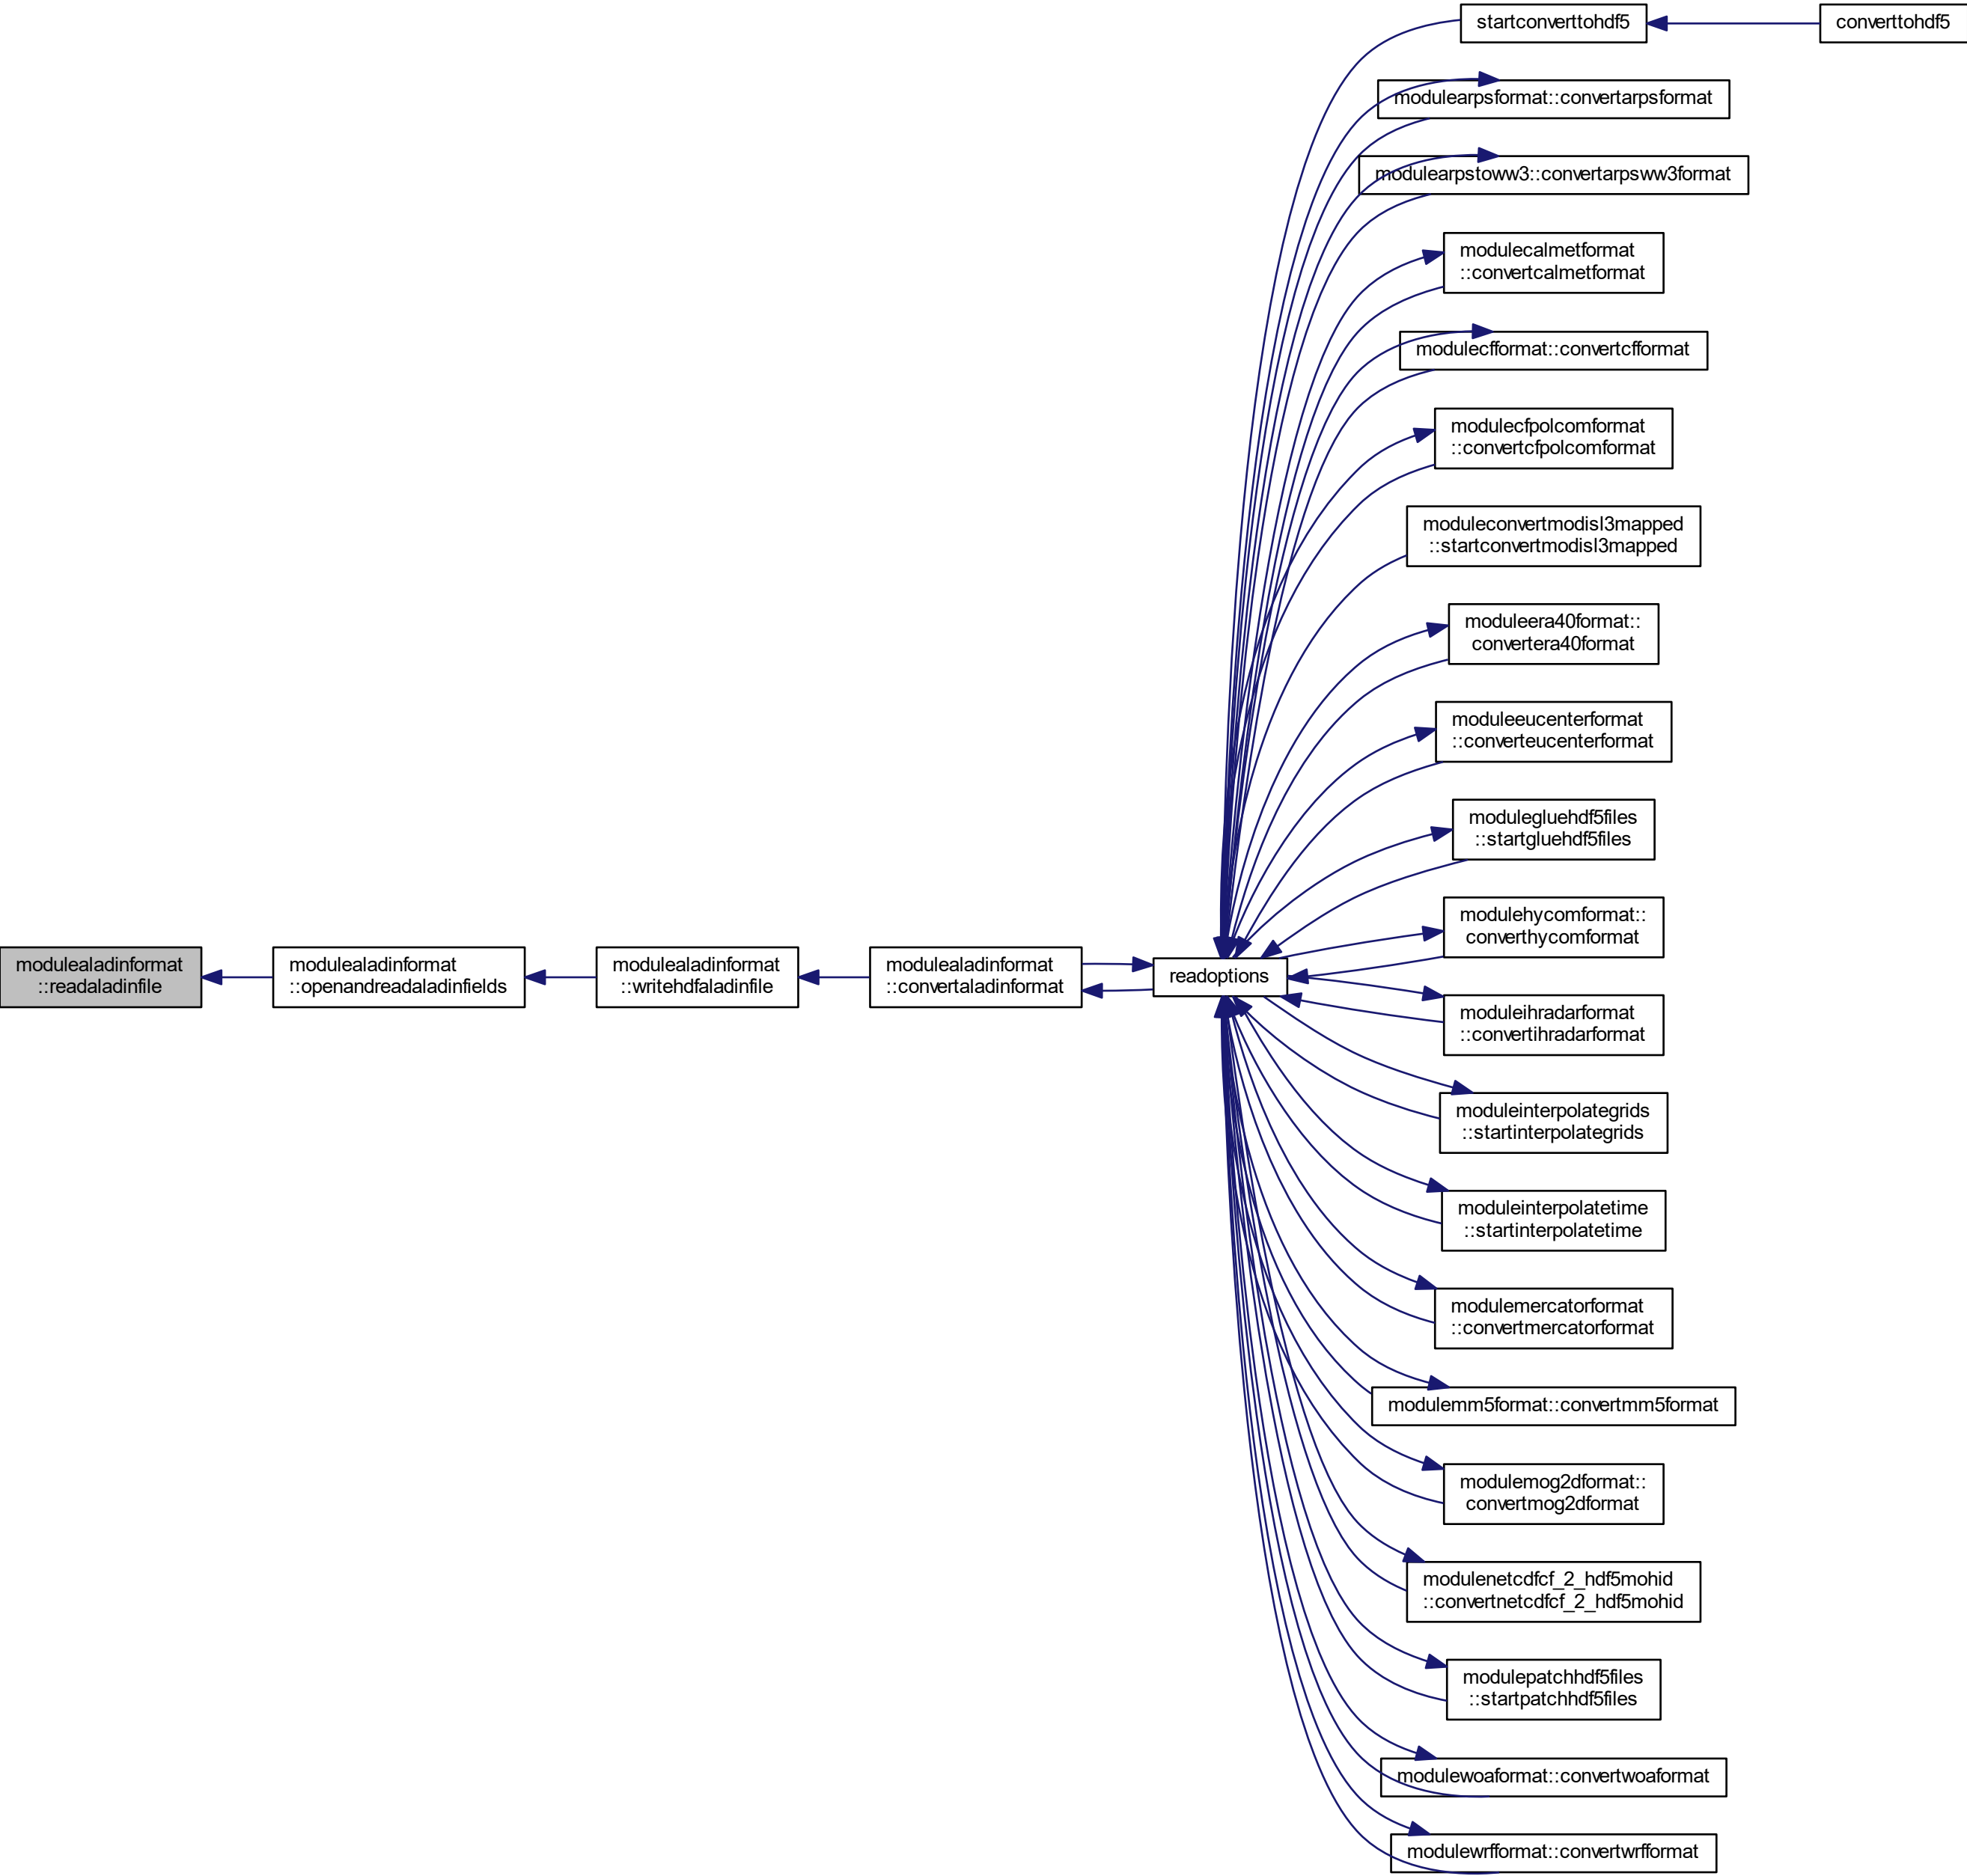 startconverttohdf5
converttohdf5
modulearpsformat::convertarpsformat
modulearpstoww3::convertarpsww3format
modulecalmetformat
::convertcalmetformat
modulecfformat::convertcfformat
modulecfpolcomformat
::convertcfpolcomformat
moduleconvertmodisl3mapped
::startconvertmodisl3mapped
moduleera40format::
convertera40format
moduleeucenterformat
::converteucenterformat
modulegluehdf5files
::startgluehdf5files
modulehycomformat::
converthycomformat
modulealadinformat
::readaladinfile
modulealadinformat
::openandreadaladinfields
modulealadinformat
::writehdfaladinfile
modulealadinformat
::convertaladinformat
readoptions
moduleihradarformat
::convertihradarformat
moduleinterpolategrids
::startinterpolategrids
moduleinterpolatetime
::startinterpolatetime
modulemercatorformat
::convertmercatorformat
modulemm5format::convertmm5format
modulemog2dformat::
convertmog2dformat
modulenetcdfcf_2_hdf5mohid
::convertnetcdfcf_2_hdf5mohid
modulepatchhdf5files
::startpatchhdf5files
modulewoaformat::convertwoaformat
modulewrfformat::convertwrfformat